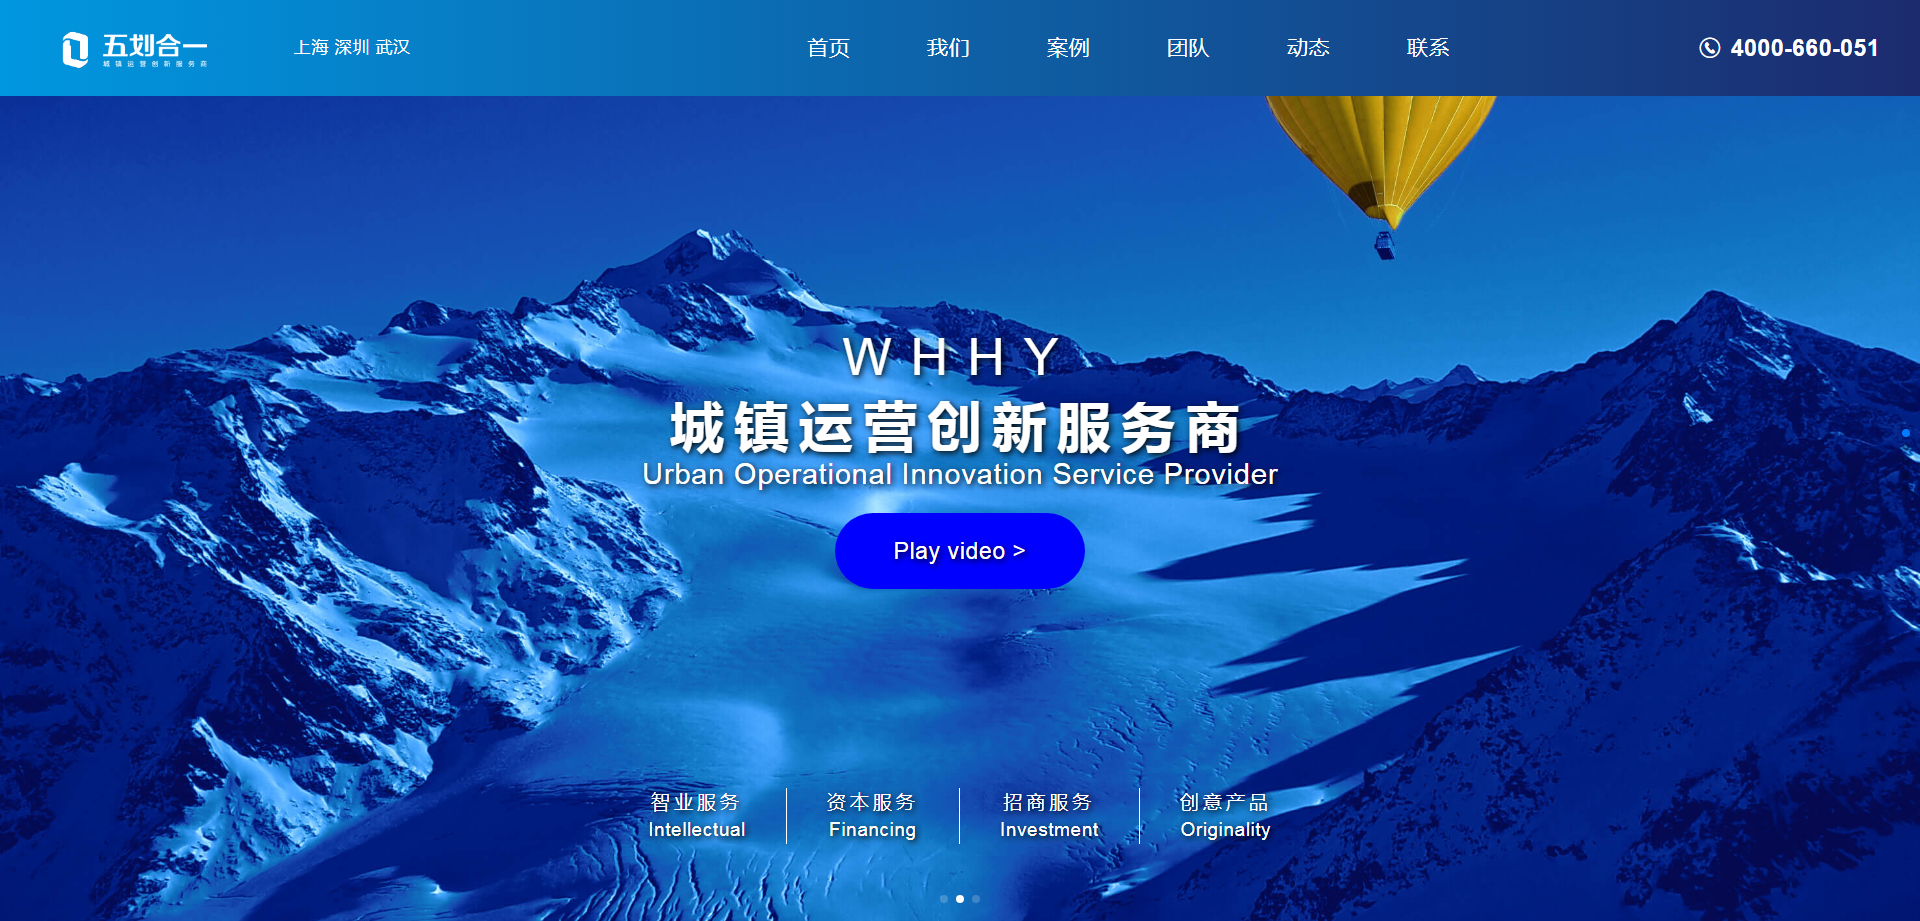 五划合一
城镇运营创新服务商
上海 深圳 武汉
首页 我们 案例 团队 动态 联系
4000-660-051
WHHY
城镇运营创新服务商
Urban Operational Innovation Service Provider
Play video >
智业服务 资本服务 招商服务 创意产品
Intellectual Financing Investment Originality